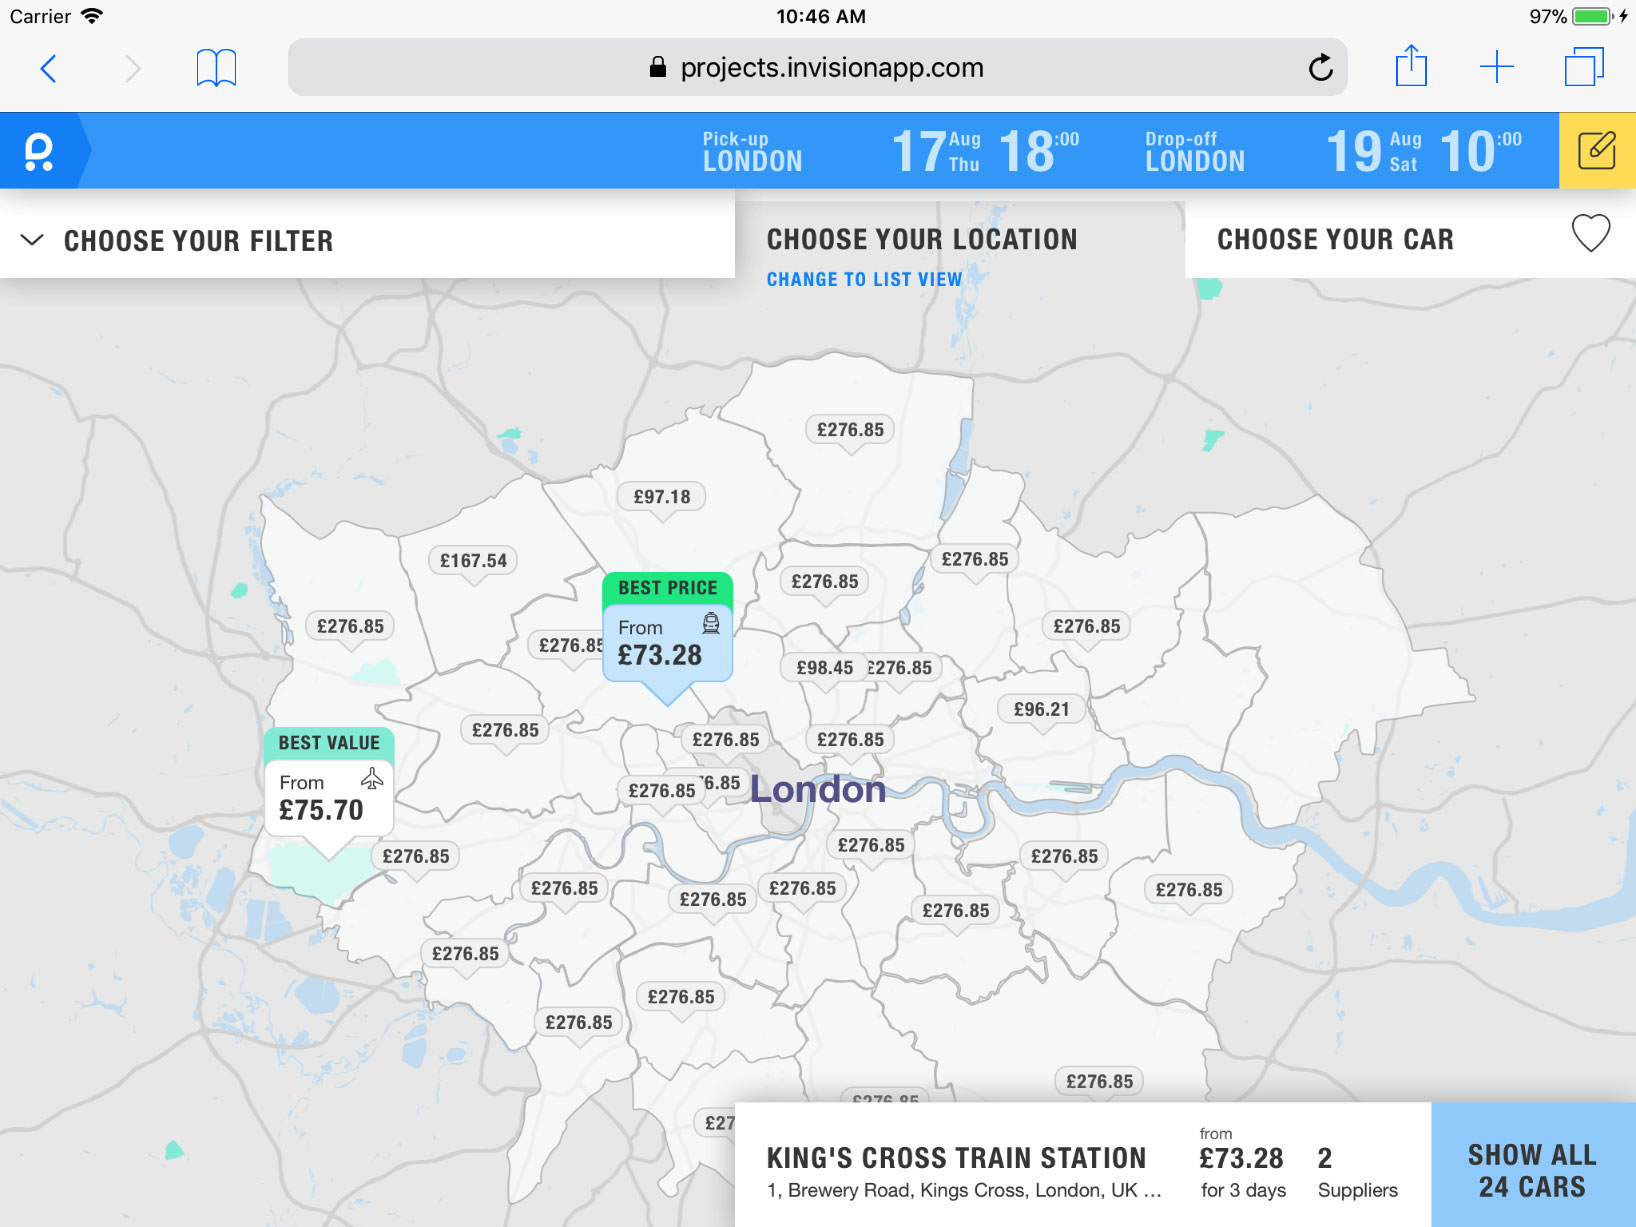 Carrier
10:46 AM
97%
projects.invisionapp.com
Pick-up
LONDON
17 Aug Thu 18:00
Drop-off
LONDON
19 Aug Sat 10:00
CHOOSE YOUR FILTER
CHOOSE YOUR LOCATION
CHANGE TO LIST VIEW
CHOOSE YOUR CAR
£276.85
£97.18
£167.54
£276.85
£276.85
BEST PRICE
From
£73.28
£276.85
£276.85
£276.85
£98.45
£276.85
£96.21
£276.85
£276.85
£276.85
BEST VALUE
From
£75.70
£276.85
6.85
London
£276.85
£276.85
£276.85
£276.85
£276.85
£276.85
£276.85
£276.85
£276.85
£276.85
£276.85
£276.85
£276.85
£27
KING'S CROSS TRAIN STATION
1, Brewery Road, Kings Cross, London, UK ...
from
£73.28
for 3 days
2
Suppliers
SHOW ALL
24 CARS